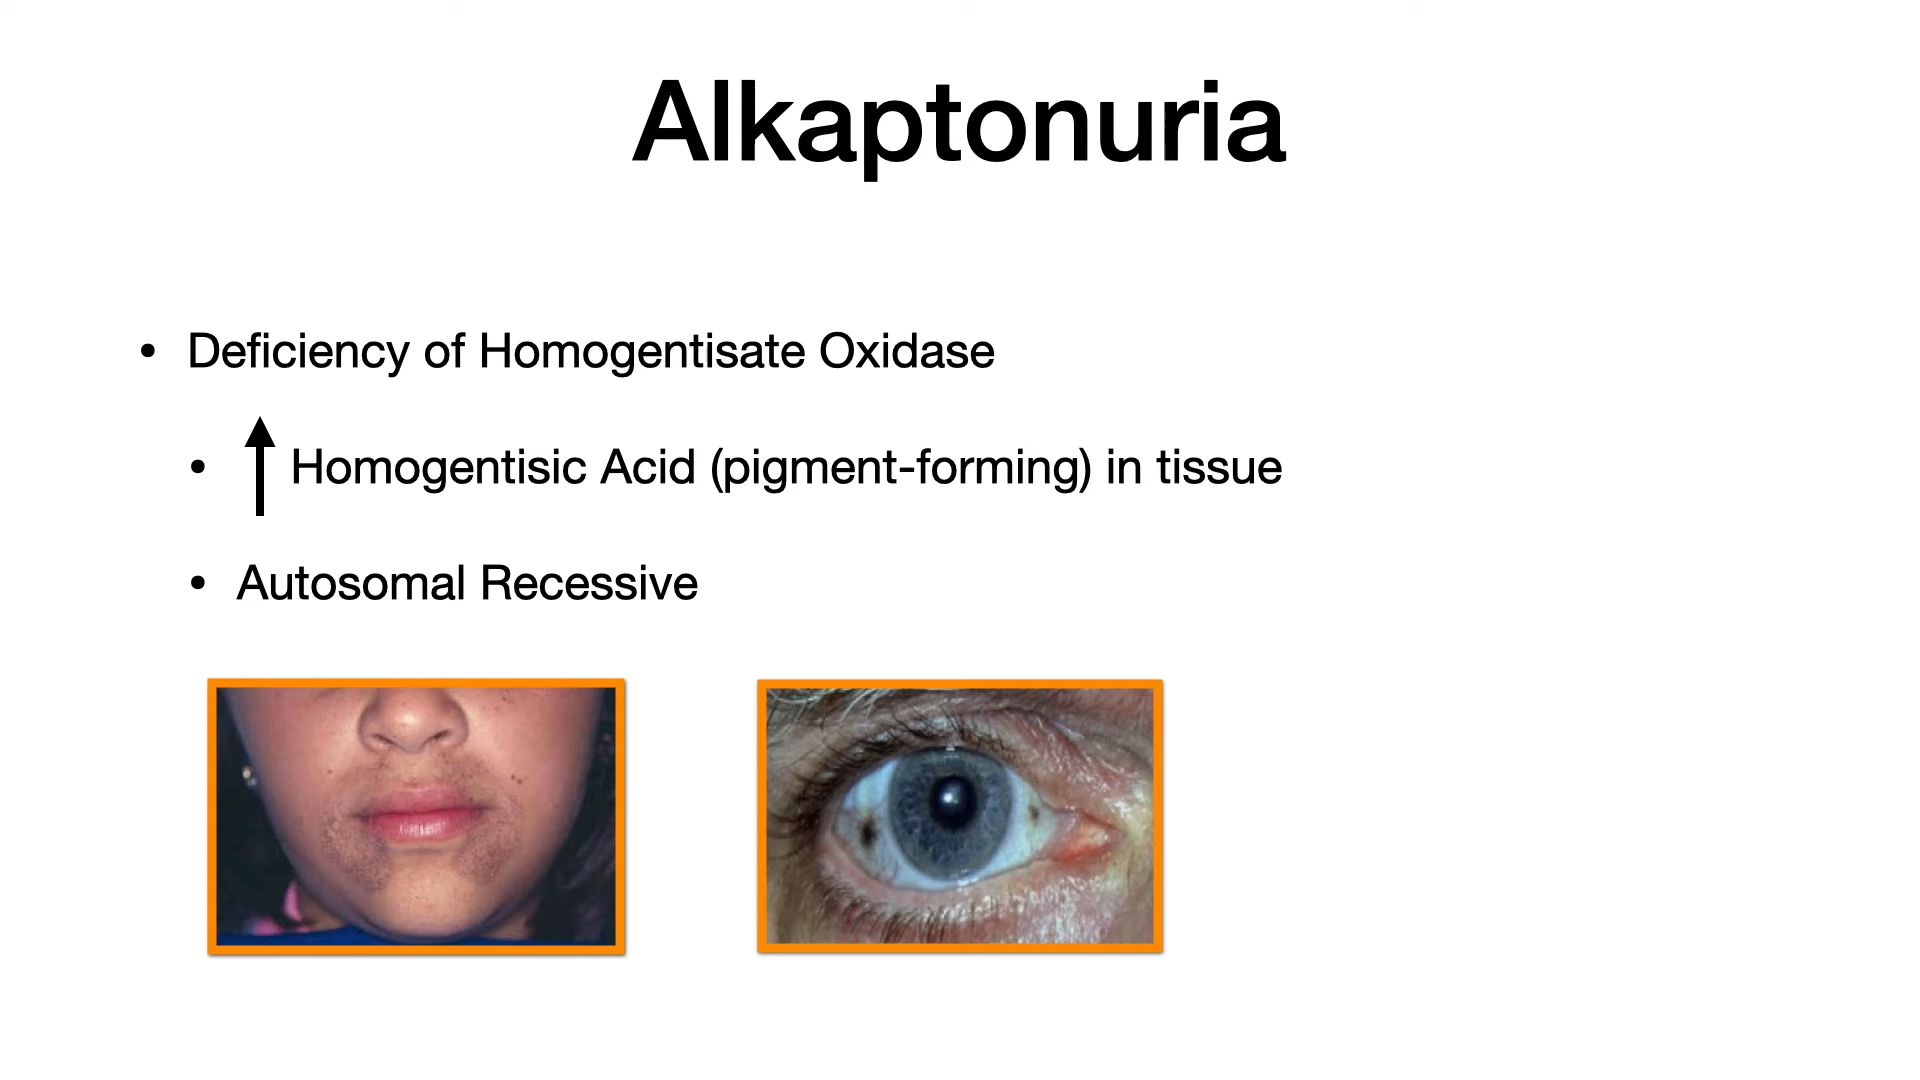 Alkaptonuria
• Deficiency of Homogentisate Oxidase
• Homogentisic Acid (pigment-forming) in tissue
• Autosomal Recessive